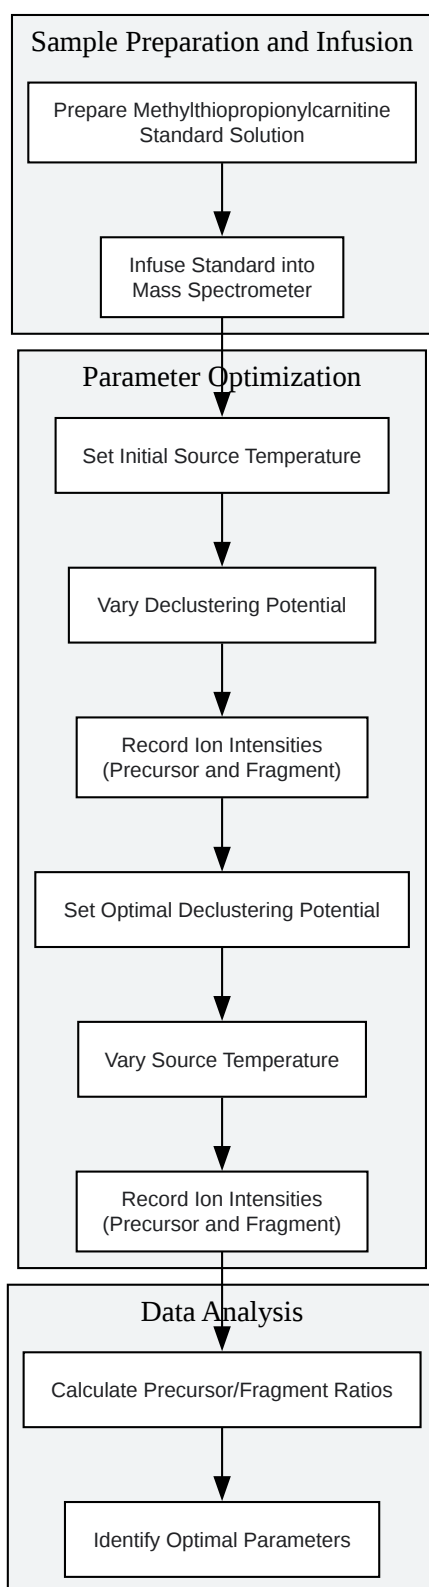 Sample Preparation and Infusion
Prepare Methylthiopropionylcarnitine
Standard Solution
Infuse Standard into
Mass Spectrometer
Parameter Optimization
Set Initial Source Temperature
Vary Declustering Potential
Record Ion Intensities
(Precursor and Fragment)
Set Optimal Declustering Potential
Vary Source Temperature
Record Ion Intensities
(Precursor and Fragment)
Data Analysis
Calculate Precursor/Fragment Ratios
Identify Optimal Parameters